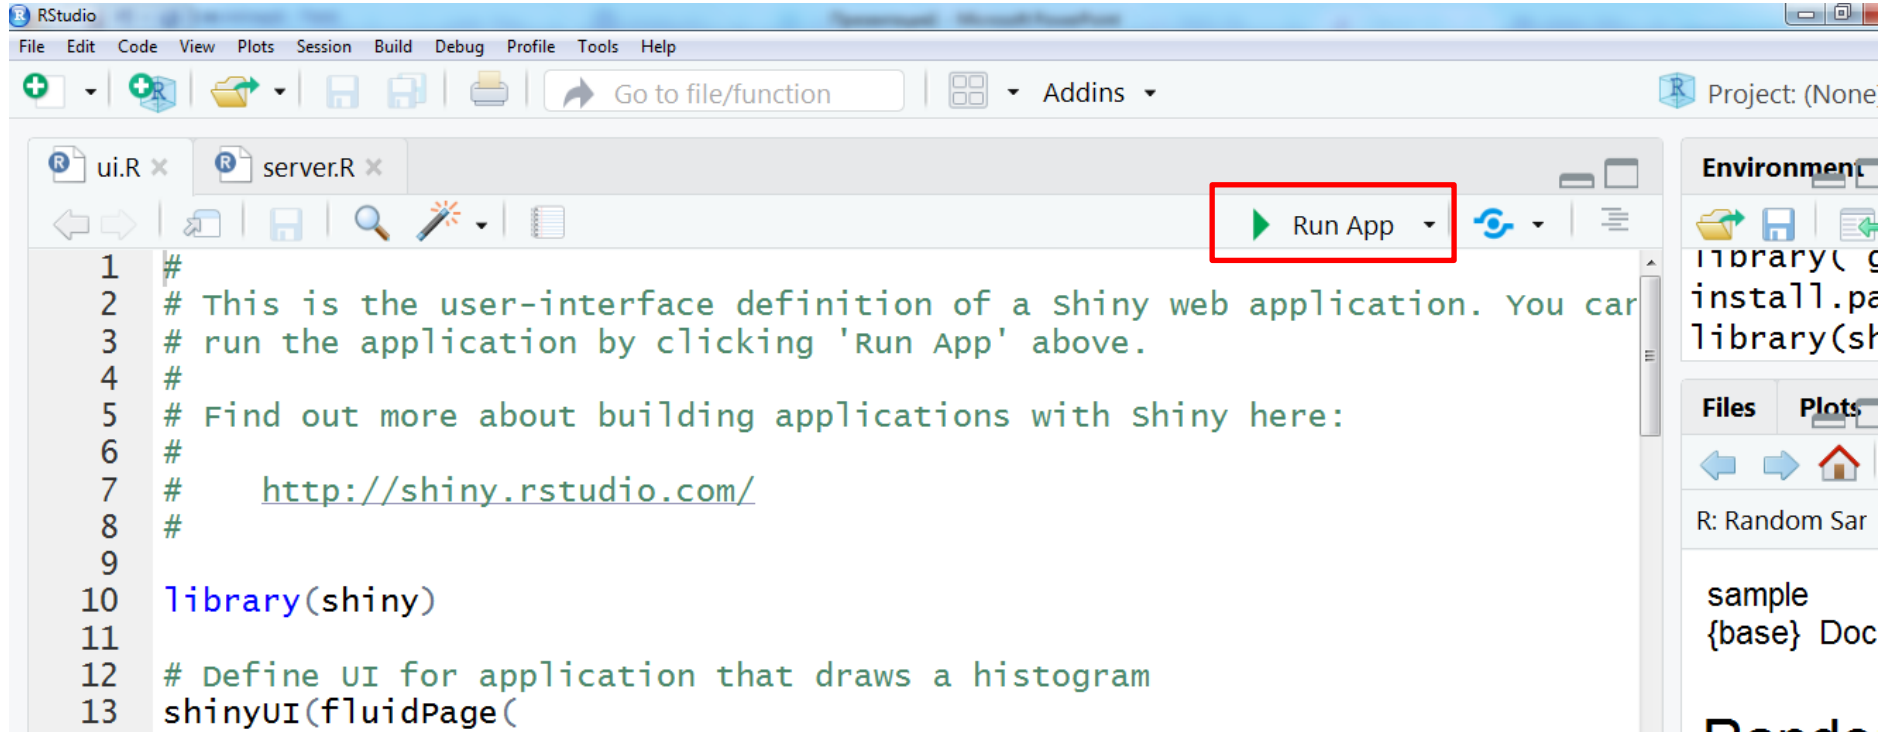 RStudio
File Edit Code View Plots Session Build Debug Profile Tools Help
Go to file/function
Addins
Project: (None)
ui.R
server.R
Environment
Run App
1 #
2 # This is the user-interface definition of a Shiny web application. You can
3 # run the application by clicking 'Run App' above.
4 #
5 # Find out more about building applications with Shiny here:
6 #
7 # http://shiny.rstudio.com/
8 #
9
10 library(shiny)
11
12 # Define UI for application that draws a histogram
13 shinyUI(fluidPage(
library( g
install.pa
library(sh
Files Plots
R: Random Sar
sample
{base} Doc